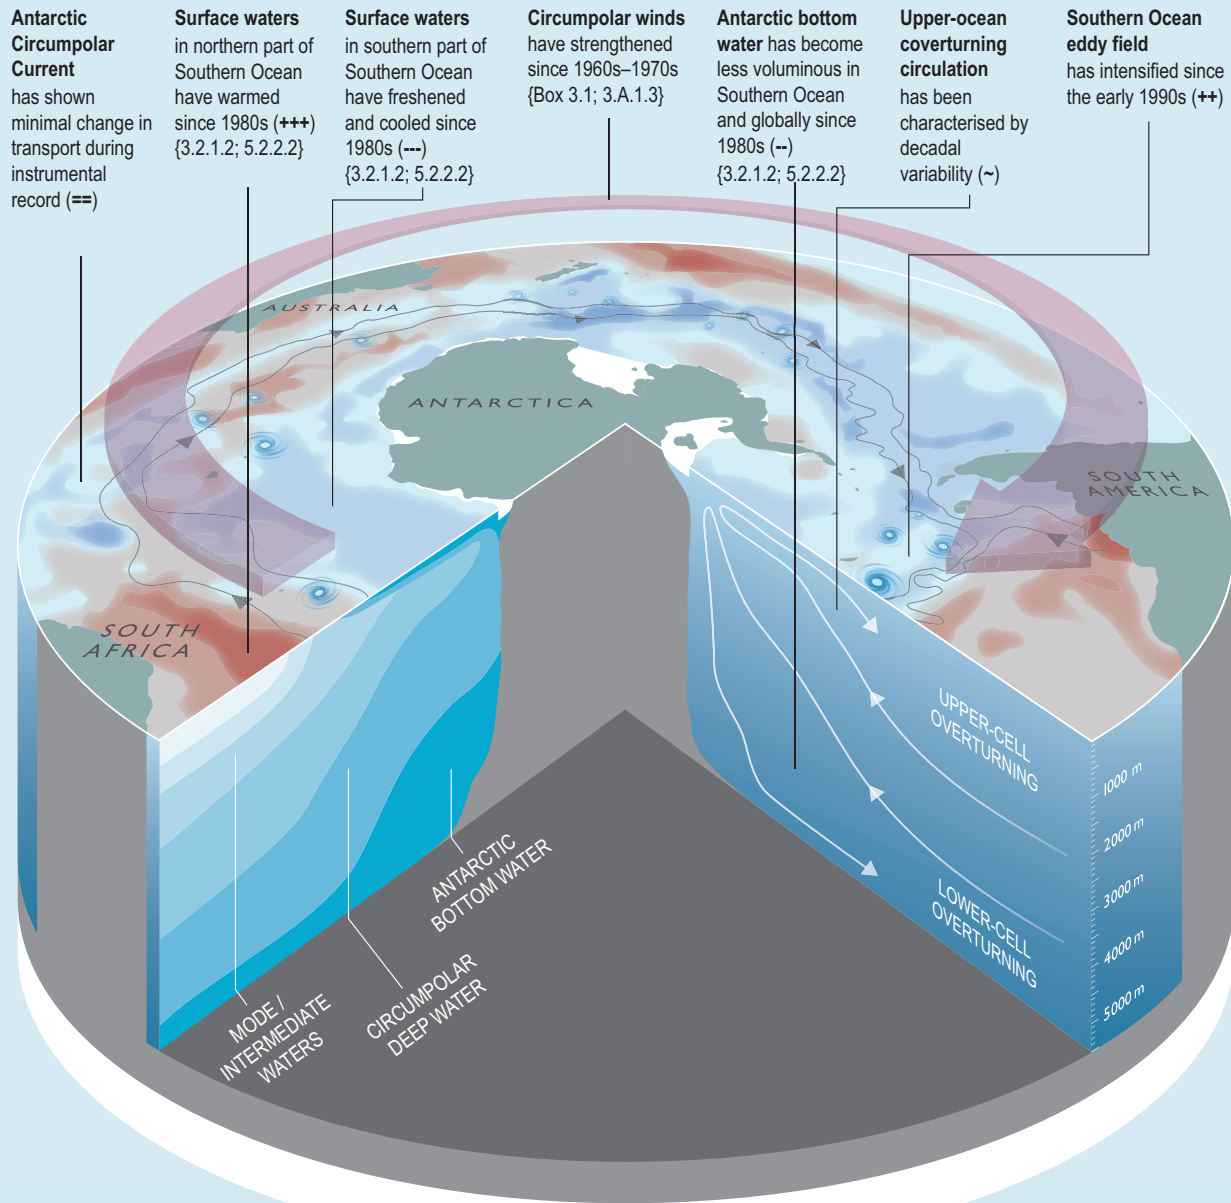 Antarctic
Circumpolar
Current
has shown
minimal change in
transport during
instrumental
record (==)
Surface waters
in northern part of
Southern Ocean
have warmed
since 1980s (+++)
{3.2.1.2; 5.2.2.2}
Surface waters
in southern part of
Southern Ocean
have freshened
and cooled since
1980s (---)
{3.2.1.2; 5.2.2.2}
Circumpolar winds
have strengthened
since 1960s–1970s
{Box 3.1; 3.A.1.3}
Antarctic bottom
water has become
less voluminous in
Southern Ocean
and globally since
1980s (--)
{3.2.1.2; 5.2.2.2}
Upper-ocean
coverturning
circulation
has been
characterised by
decadal
variability (~)
Southern Ocean
eddy field
has intensified since
the early 1990s (++)
AUSTRALIA
ANTARCTICA
SOUTH
AMERICA
SOUTH
AFRICA
UPPER-CELL
OVERTURNING
LOWER-CELL
OVERTURNING
1000 m
2000 m
3000 m
4000 m
5000 m
ANTARCTIC
BOTTOM WATER
CIRCUMPOLAR
DEEP WATER
MODE /
INTERMEDIATE
WATERS